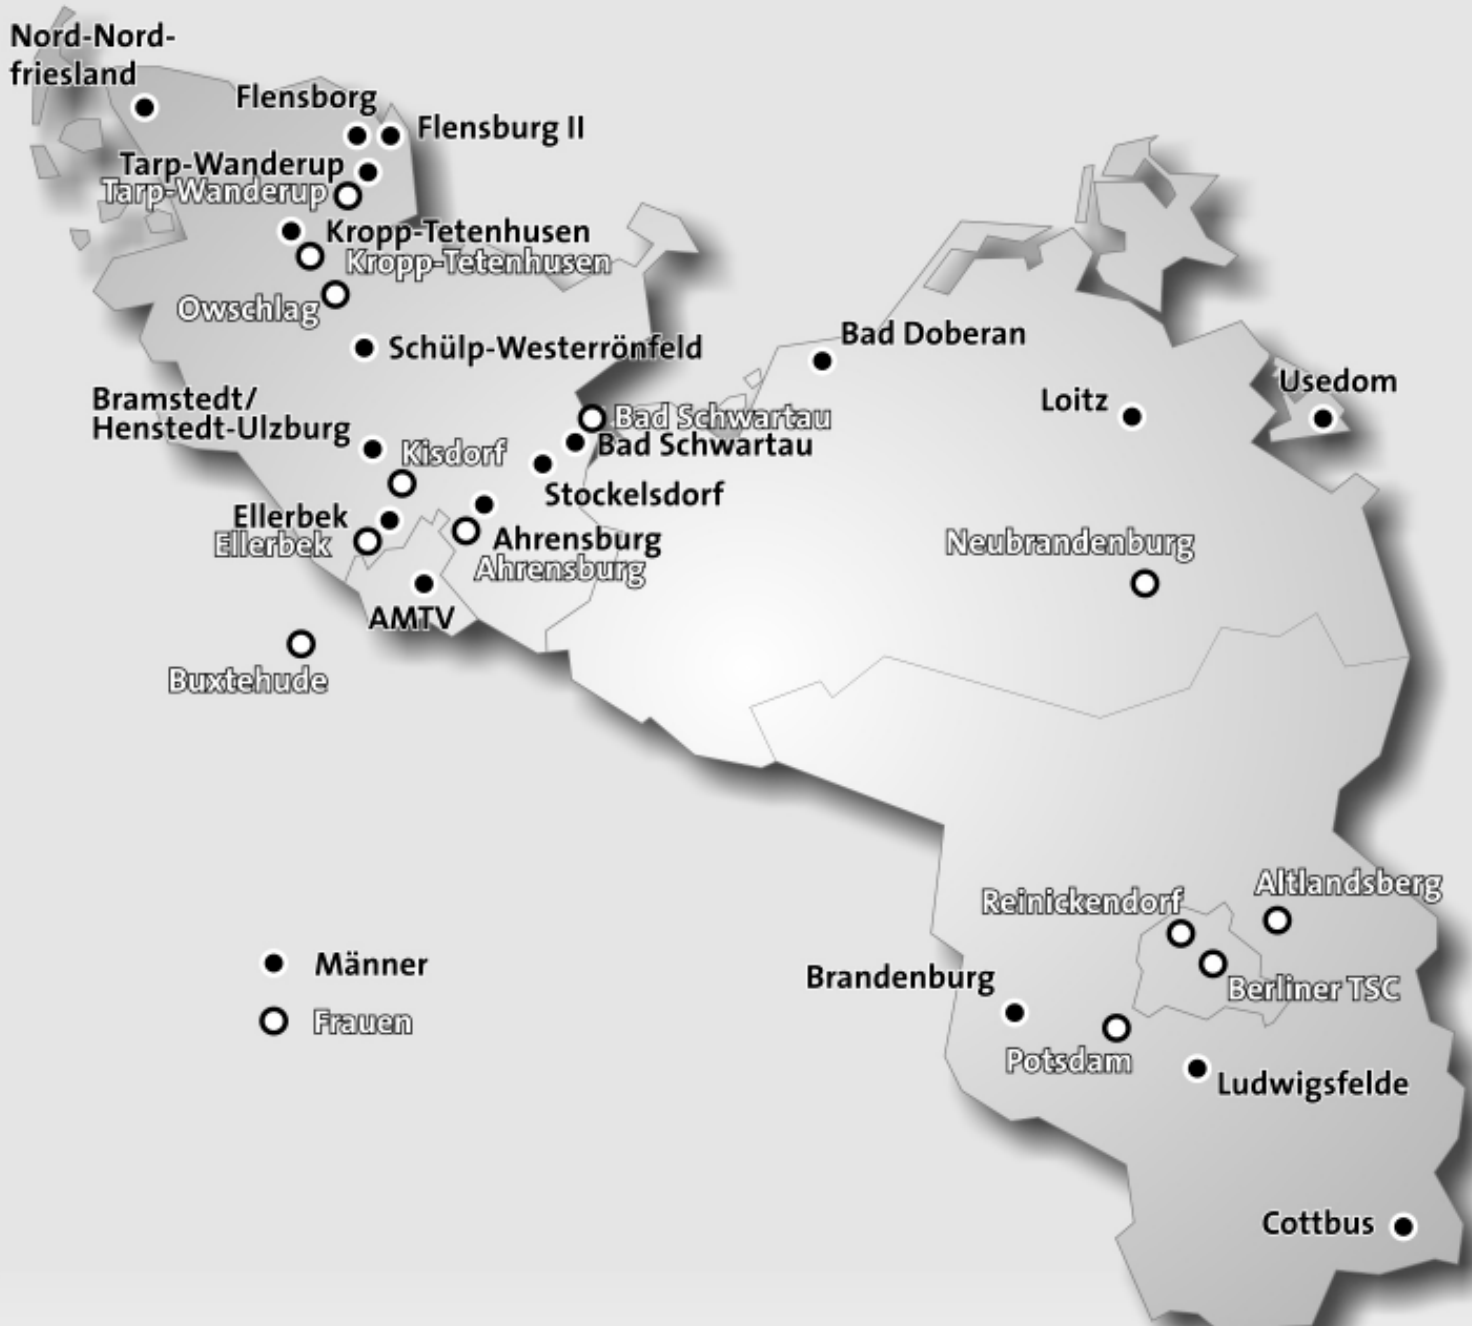 Nord-Nord-
friesland
Flensborg
Flensburg II
Tarp-Wanderup
Tarp-Wanderup
Kropp-Tetenhusen
Kropp-Tetenhusen
Owschlag
Schülp-Westerrönfeld
Bad Doberan
Loitz
Usedom
Bramstedt/
Henstedt-Ulzburg
Bad Schwartau
Bad Schwartau
Kisdorf
Stockelsdorf
Ellerbek
Ellerbek
Ahrensburg
Ahrensburg
Neubrandenburg
AMTV
Buxtehude
Altlandsberg
Reinickendorf
Männer
Brandenburg
Berliner TSC
Frauen
Potsdam
Ludwigsfelde
Cottbus